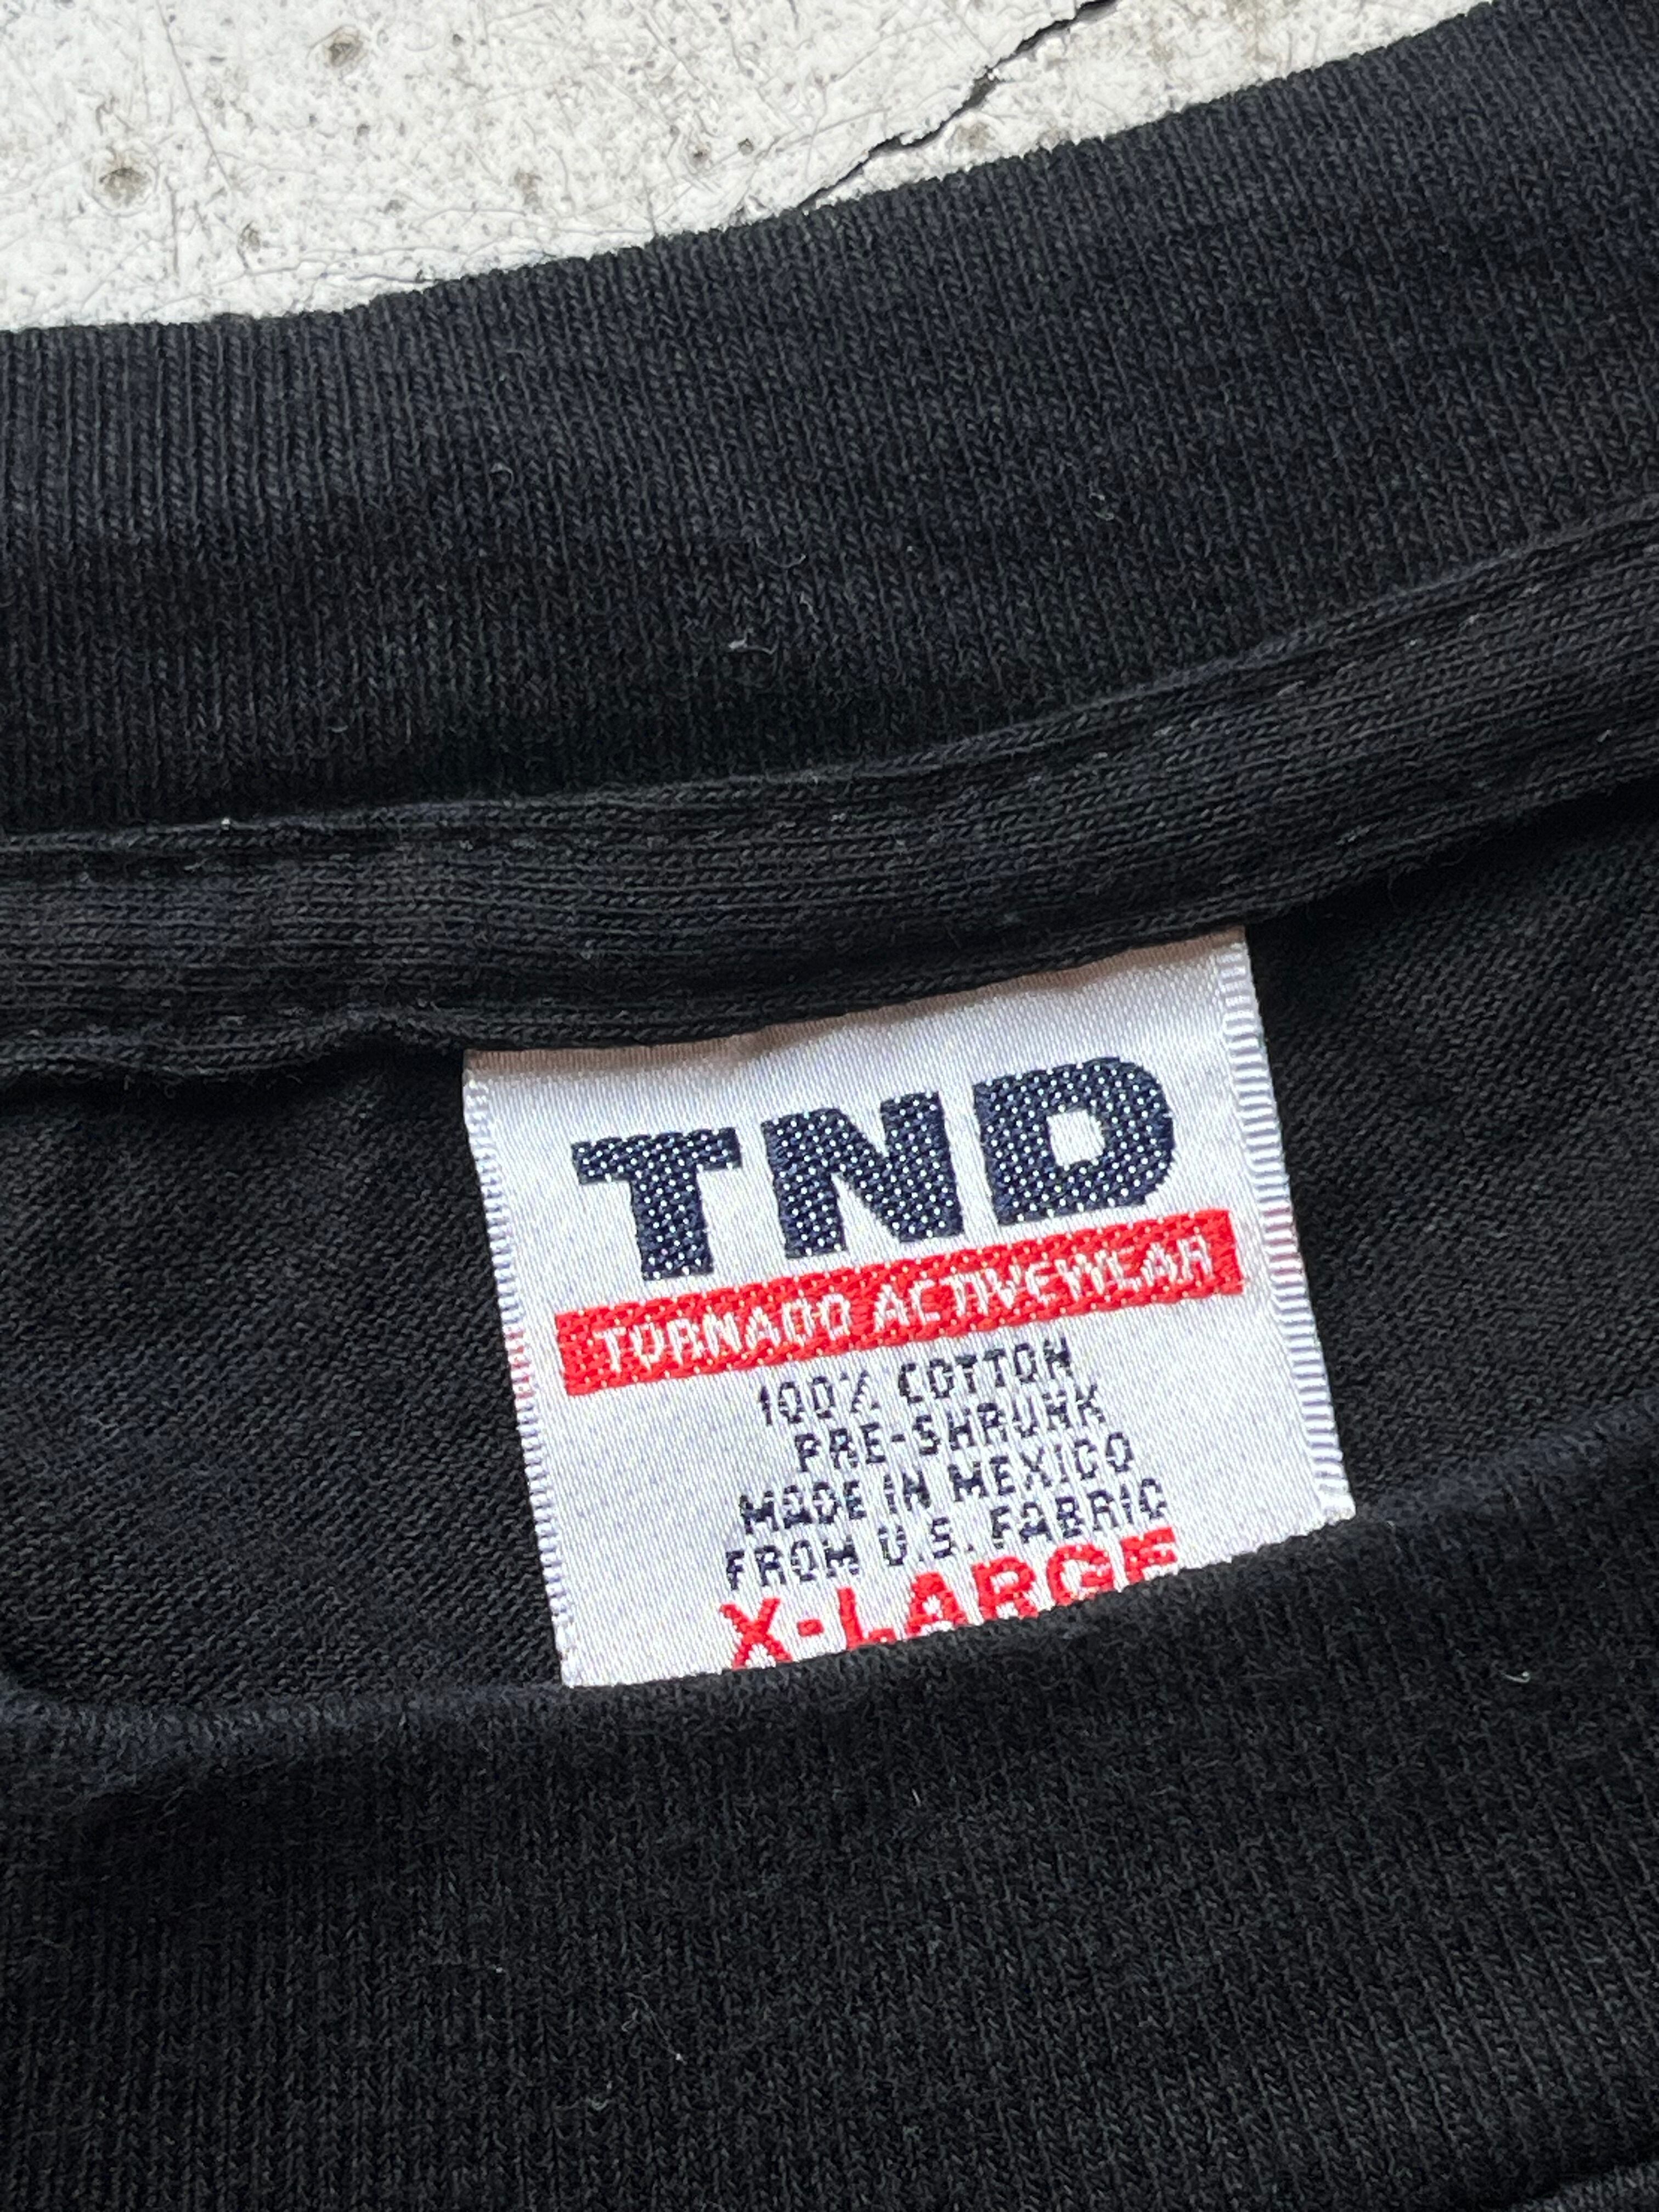 TND
TORNADO ACTIVEWEAR
100% COTTON
PRE-SHRUNK
MADE IN MEXICO
FROM U.S. FABRIC
X-LARGE